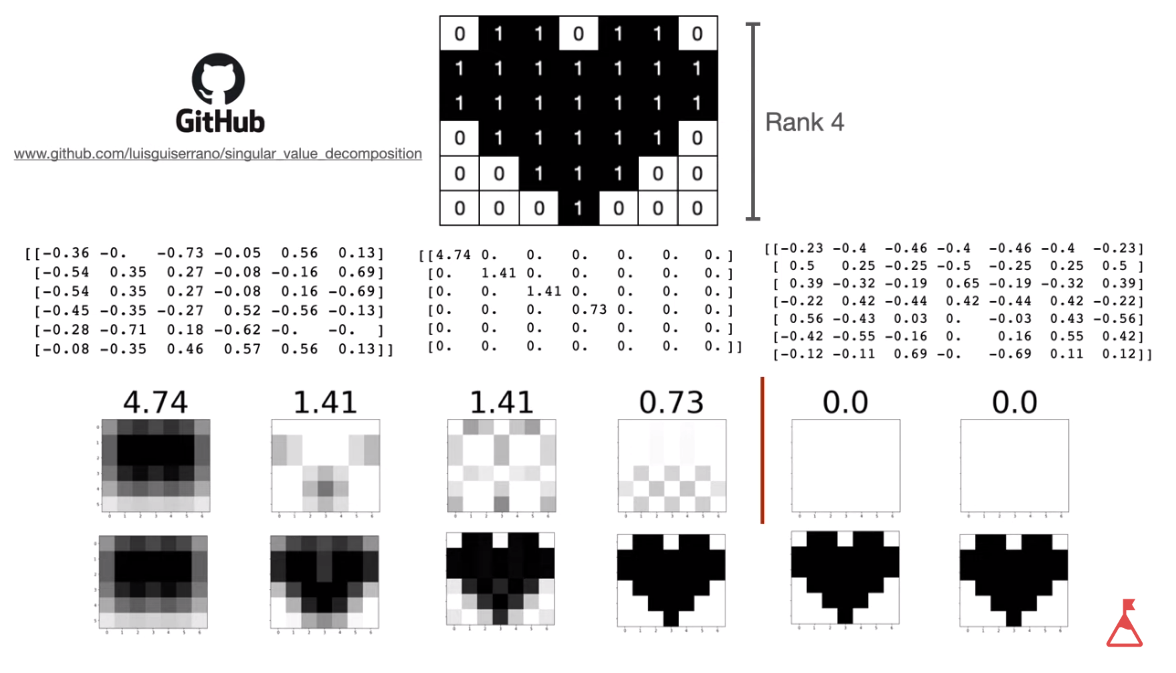 GitHub
www.github.com/luisguiserrano/singular_value_decomposition
0 1 1 0 1 1 0
1 1 1 1 1 1 1
1 1 1 1 1 1 1
0 1 1 1 1 1 0
0 0 1 1 1 0 0
0 0 0 1 0 0 0
Rank 4
[[-0.36 -0. -0.73 -0.05 0.56 0.13]
[-0.54 0.35 0.27 -0.08 -0.16 0.69]
[-0.54 0.35 0.27 -0.08 0.16 -0.69]
[-0.45 -0.35 -0.27 0.52 -0.56 -0.13]
[-0.28 -0.71 0.18 -0.62 -0. -0. ]
[-0.08 -0.35 0.46 0.57 0.56 0.13]]
[[4.74 0. 0. 0. 0. 0. 0. ]
[0. 1.41 0. 0. 0. 0. 0. ]
[0. 0. 1.41 0. 0. 0. 0. ]
[0. 0. 0. 0.73 0. 0. 0. ]
[0. 0. 0. 0. 0. 0. 0. ]
[0. 0. 0. 0. 0. 0. 0. ]]
[[-0.23 -0.4 -0.46 -0.4 -0.46 -0.4 -0.23]
[ 0.5 0.25 -0.25 -0.5 -0.25 0.25 0.5 ]
[ 0.39 -0.32 -0.19 0.65 -0.19 -0.32 0.39]
[-0.22 0.42 -0.44 0.42 -0.44 0.42 -0.22]
[ 0.56 -0.43 0.03 0. -0.03 0.43 -0.56]
[-0.42 -0.55 -0.16 0. 0.16 0.55 0.42]
[-0.12 -0.11 0.69 -0. -0.69 0.11 0.12]]
4.74 1.41 1.41 0.73 0.0 0.0